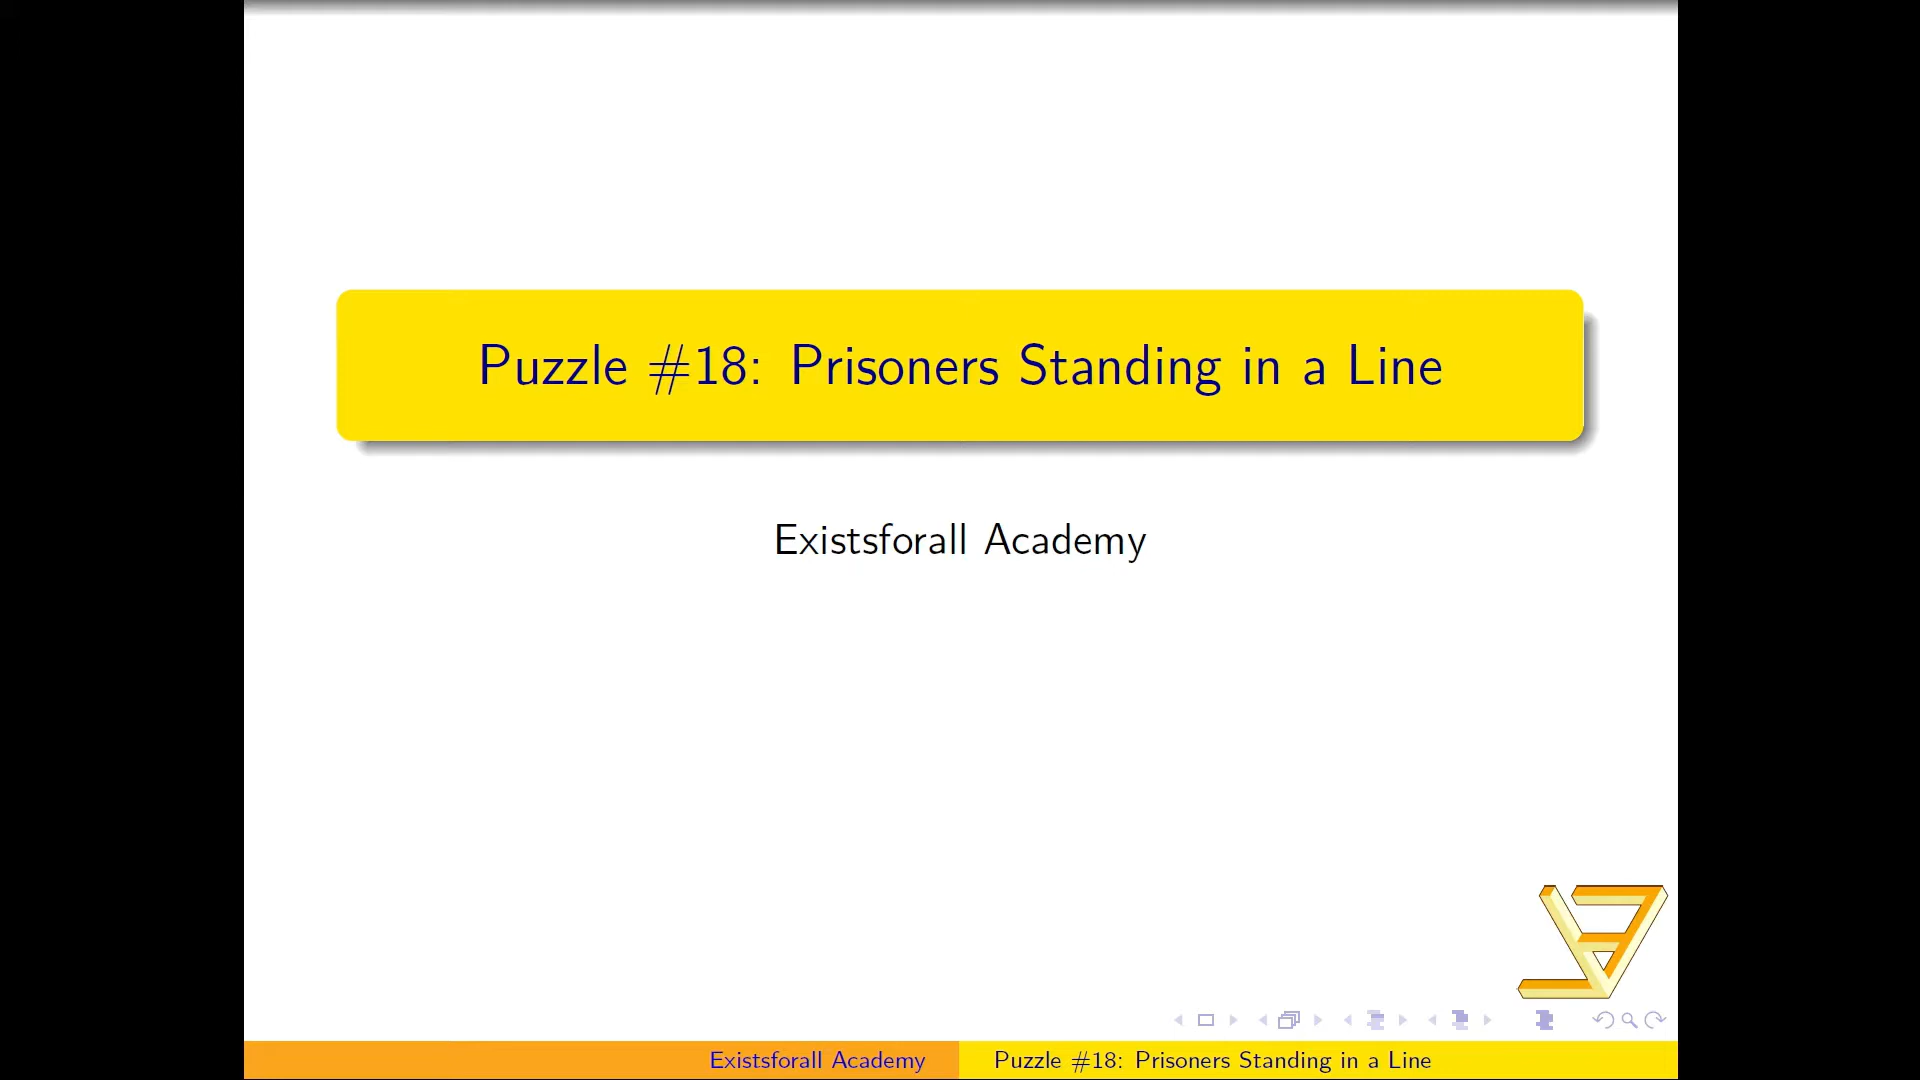 Puzzle #18: Prisoners Standing in a Line
Existsforall Academy
Existsforall Academy
Puzzle #18: Prisoners Standing in a Line